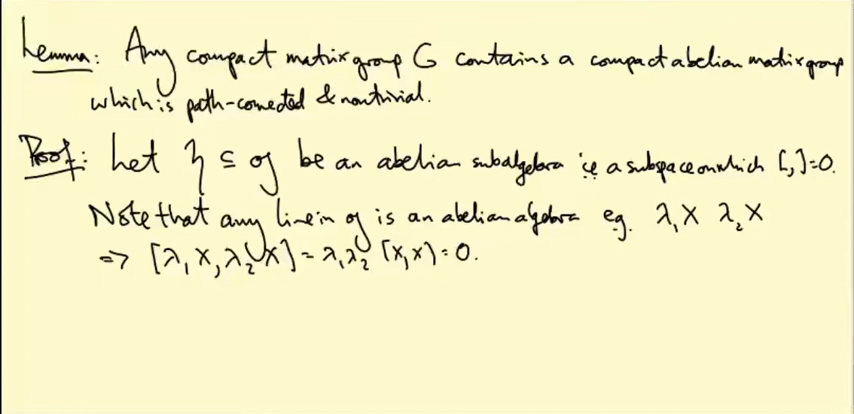 Lemma: Any compact matrix group G contains a compact abelian matrix group
which is path-connected & nontrivial.
Proof: Let 𝔥 ⊆ 𝔤 be an abelian subalgebra i.e. a subspace on which [,]=0.
Note that any line in 𝔤 is an abelian algebra e.g. λ₁X λ₂X
⇒ [λ₁X, λ₂X] = λ₁λ₂ [X,X] = 0.